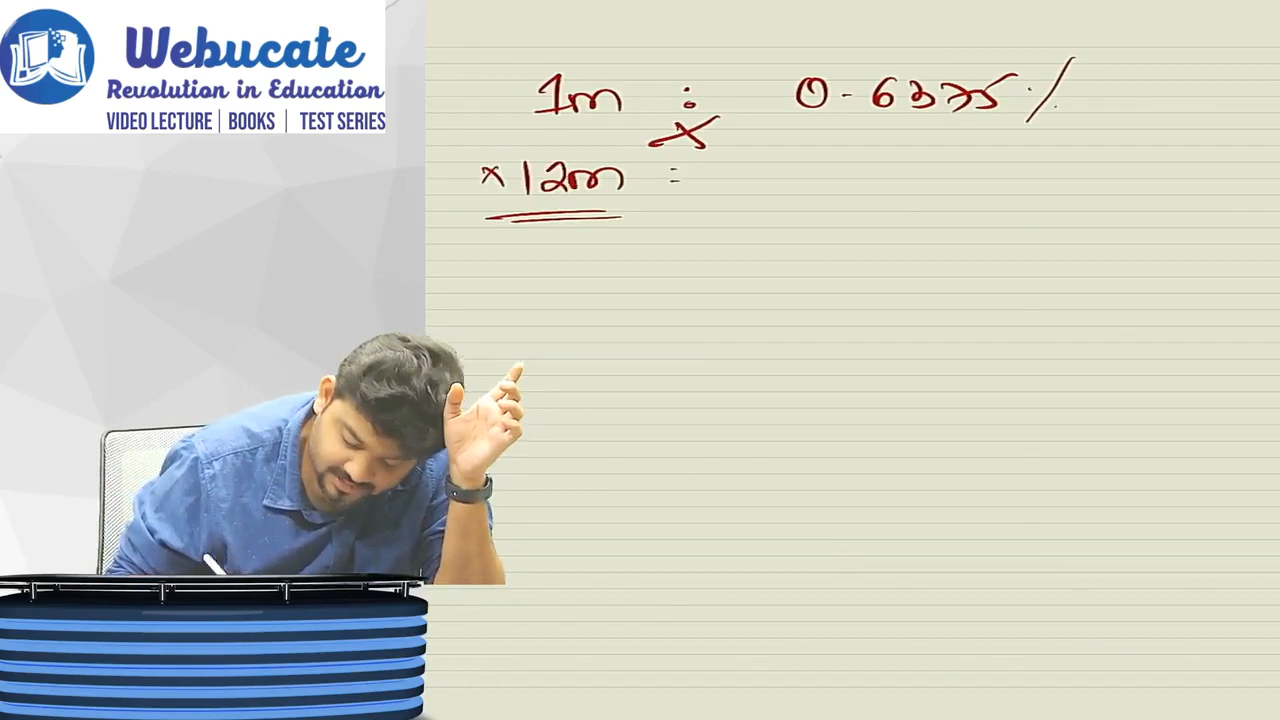 Webucate
Revolution in Education
VIDEO LECTURE | BOOKS | TEST SERIES
1m : 0.6375 %
x 12m =